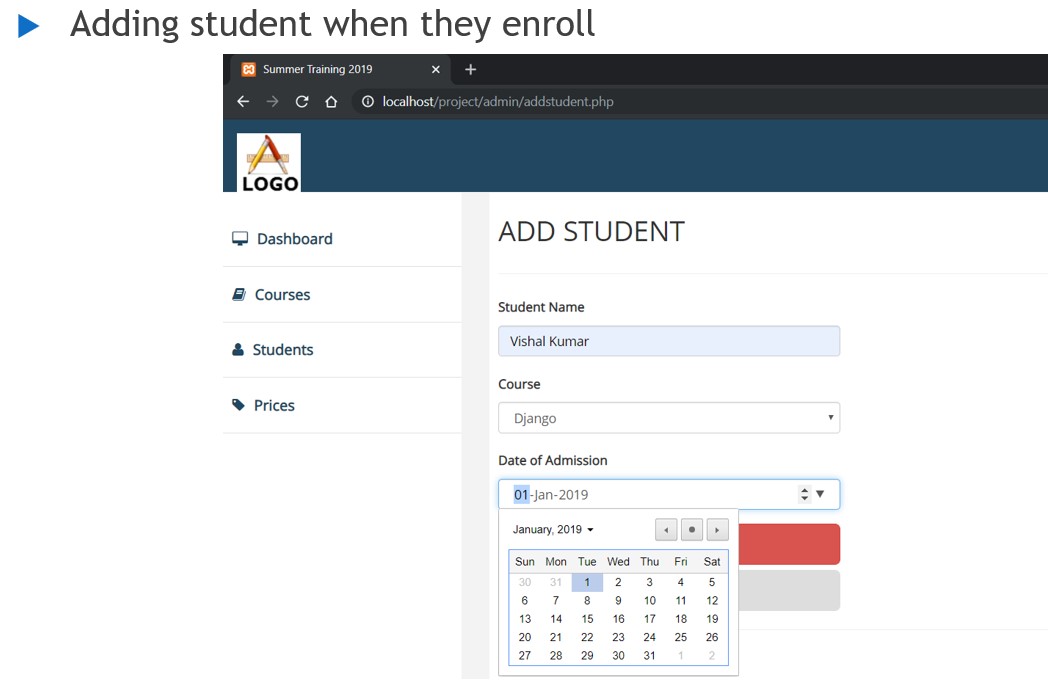 Adding student when they enroll
Summer Training 2019
localhost/project/admin/addstudent.php
LOGO
Dashboard
Courses
Students
Prices
ADD STUDENT
Student Name
Vishal Kumar
Course
Django
Date of Admission
01-Jan-2019
January, 2019
Sun Mon Tue Wed Thu Fri Sat
30 31 1 2 3 4 5
6 7 8 9 10 11 12
13 14 15 16 17 18 19
20 21 22 23 24 25 26
27 28 29 30 31 1 2